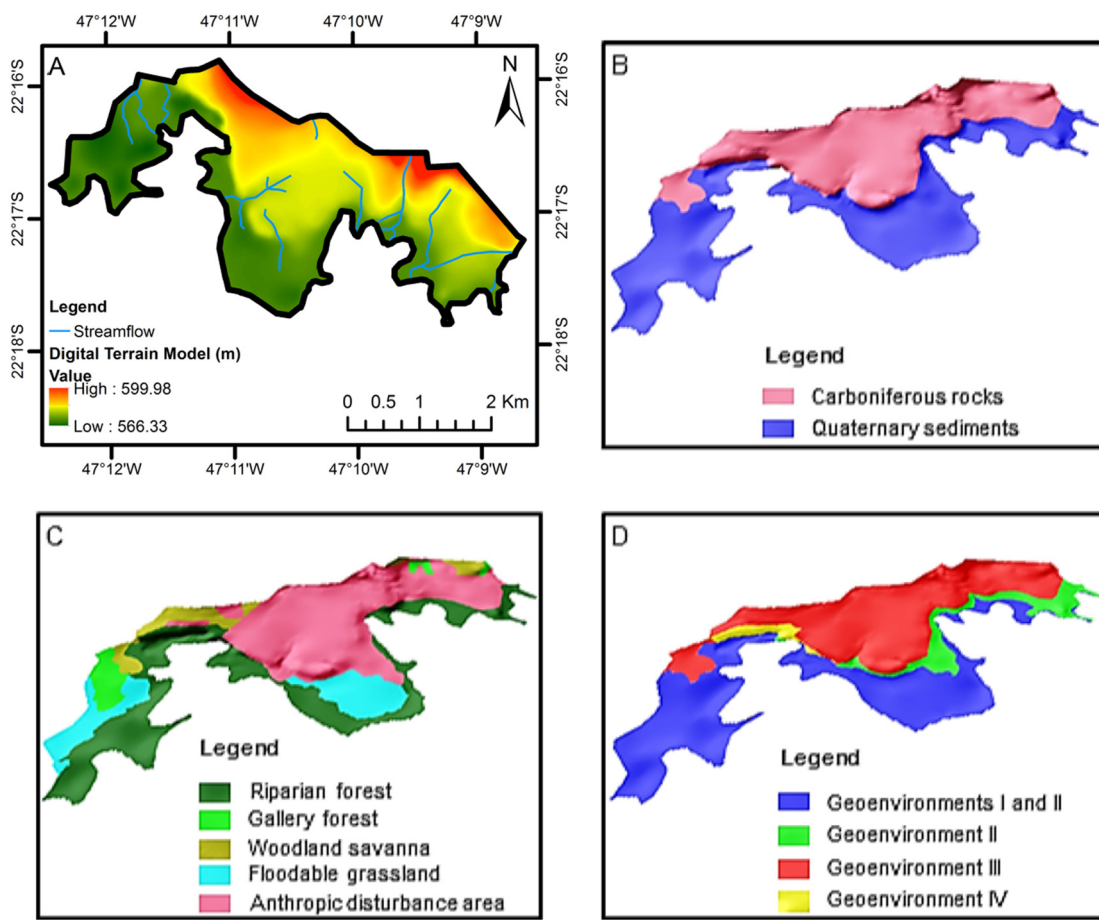 47°12'W 47°11'W 47°10'W 47°9'W
A
N
22°16'S
22°17'S
22°18'S
22°16'S
22°17'S
22°18'S
Legend
Streamflow
Digital Terrain Model (m)
Value
High : 599.98
Low : 566.33
0 0.5 1 2 Km
47°12'W 47°11'W 47°10'W 47°9'W
B
Legend
Carboniferous rocks
Quaternary sediments
C
Legend
Riparian forest
Gallery forest
Woodland savanna
Floodable grassland
Anthropic disturbance area
D
Legend
Geoenvironments I and II
Geoenvironment II
Geoenvironment III
Geoenvironment IV